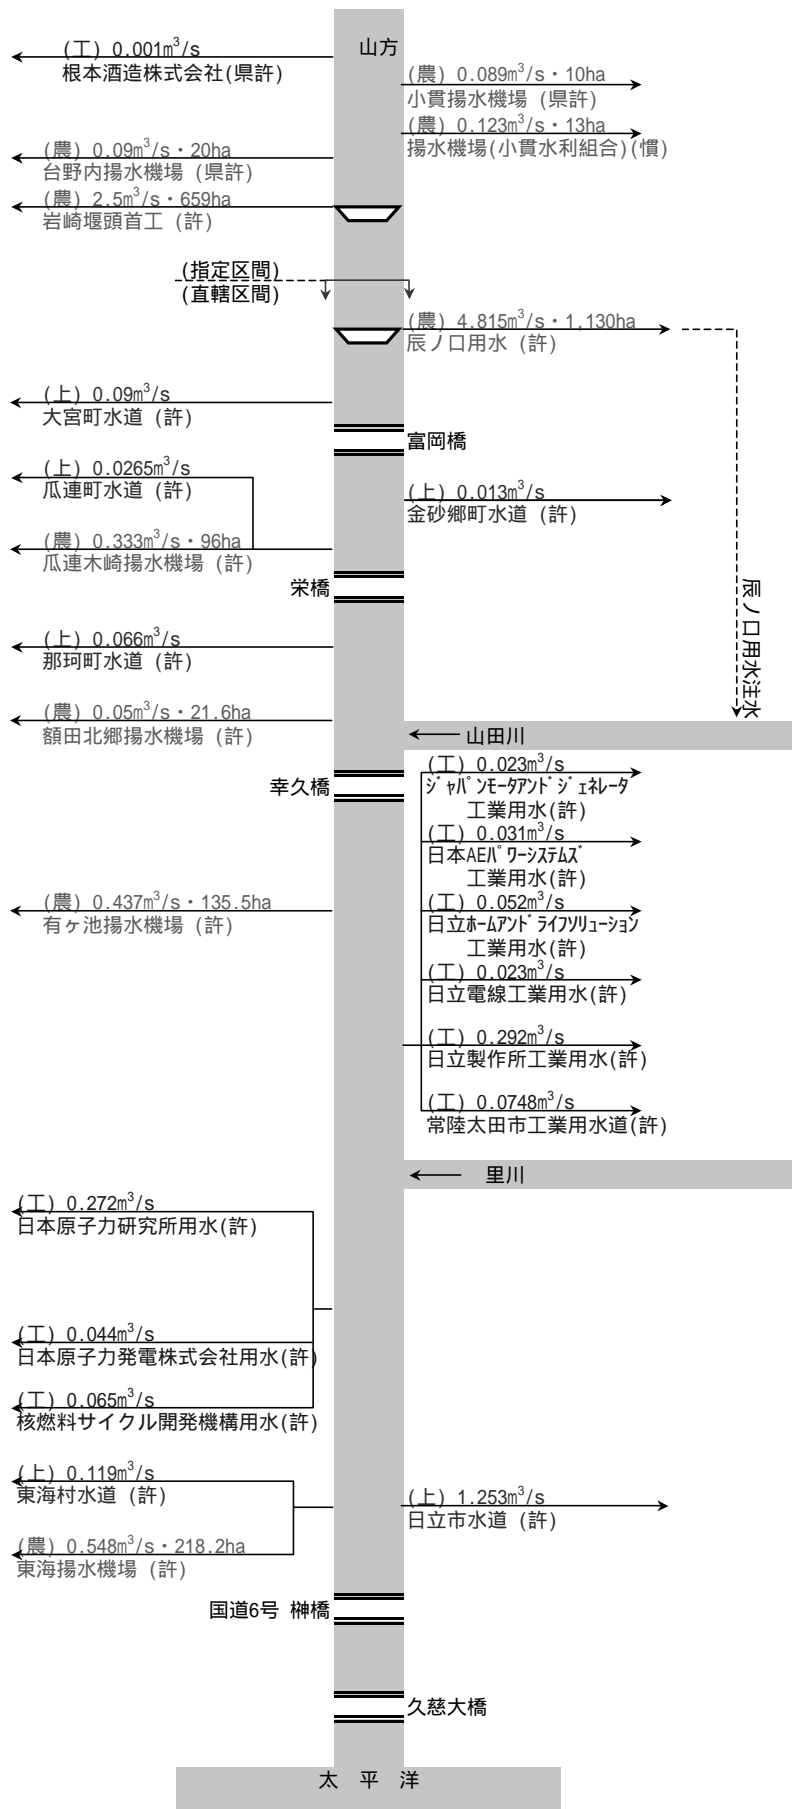 山方
(工) 0.001m³/s
根本酒造株式会社(県許)
(農) 0.089m³/s・10ha
小貫揚水機場 (県許)
(農) 0.123m³/s・13ha
揚水機場(小貫水利組合)(慣)
(農) 0.09m³/s・20ha
台野内揚水機場 (県許)
(農) 2.5m³/s・659ha
岩崎堰頭首工 (許)
(指定区間)
(直轄区間)
(農) 4.815m³/s・1,130ha
辰ノ口用水 (許)
(上) 0.09m³/s
大宮町水道 (許)
富岡橋
(上) 0.0265m³/s
瓜連町水道 (許)
(上) 0.013m³/s
金砂郷町水道 (許)
(農) 0.333m³/s・96ha
瓜連木崎揚水機場 (許)
栄橋
辰ノ口用水注水
(上) 0.066m³/s
那珂町水道 (許)
(農) 0.05m³/s・21.6ha
額田北郷揚水機場 (許)
山田川
幸久橋
(工) 0.023m³/s
ジャパンモータアンドジェネレータ
工業用水(許)
(工) 0.031m³/s
日本AEパワーシステムズ
工業用水(許)
(農) 0.437m³/s・135.5ha
有ヶ池揚水機場 (許)
(工) 0.052m³/s
日立ホームアンドライフソリューション
工業用水(許)
(工) 0.023m³/s
日立電線工業用水(許)
(工) 0.292m³/s
日立製作所工業用水(許)
(工) 0.0748m³/s
常陸太田市工業用水道(許)
里川
(工) 0.272m³/s
日本原子力研究所用水(許)
(工) 0.044m³/s
日本原子力発電株式会社用水(許)
(工) 0.065m³/s
核燃料サイクル開発機構用水(許)
(上) 0.119m³/s
東海村水道 (許)
(上) 1.253m³/s
日立市水道 (許)
(農) 0.548m³/s・218.2ha
東海揚水機場 (許)
国道6号 榊橋
久慈大橋
太 平 洋